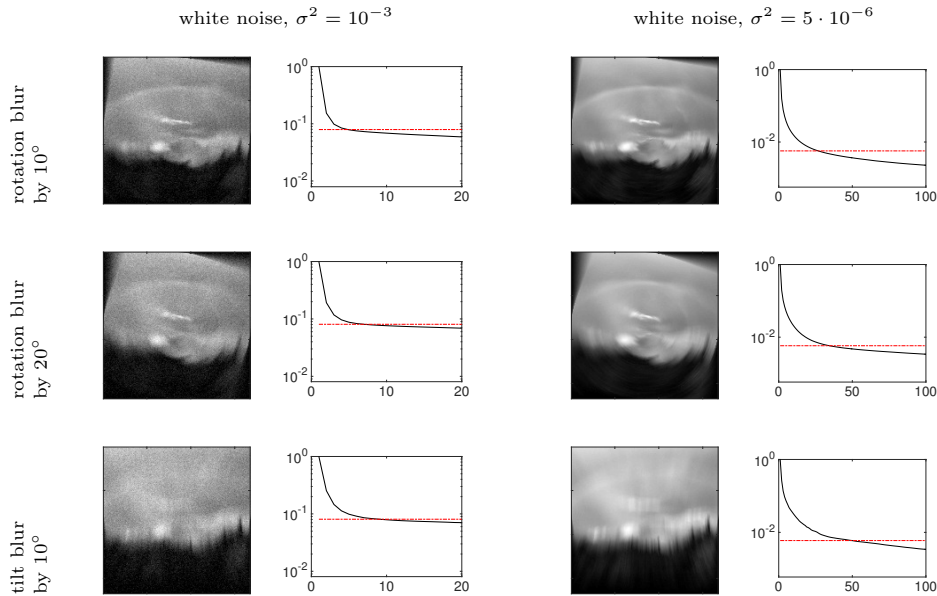 white noise, σ² = 10⁻³
white noise, σ² = 5 · 10⁻⁶
rotation blur
by 10°
10⁰
10⁻¹
10⁻²
0 10 20
10⁰
10⁻²
0 50 100
rotation blur
by 20°
10⁰
10⁻¹
10⁻²
0 10 20
10⁰
10⁻²
0 50 100
tilt blur
by 10°
10⁰
10⁻¹
10⁻²
0 10 20
10⁰
10⁻²
0 50 100